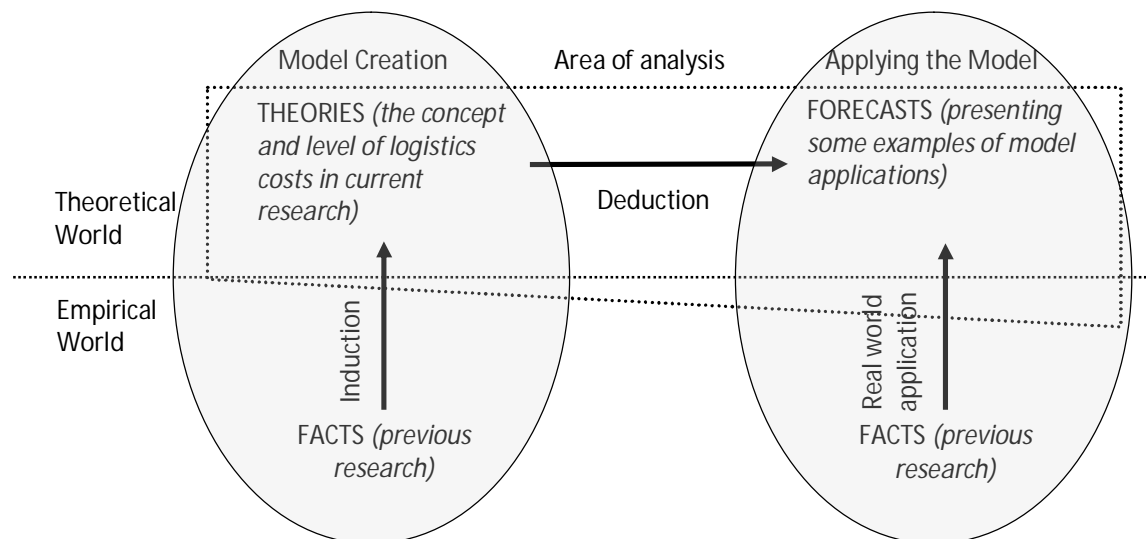 Model Creation
Area of analysis
Applying the Model
THEORIES (the concept
and level of logistics
costs in current
research)
FORECASTS (presenting
some examples of model
applications)
Deduction
Theoretical
World
Empirical
World
Induction
Real world
application
FACTS (previous
research)
FACTS (previous
research)